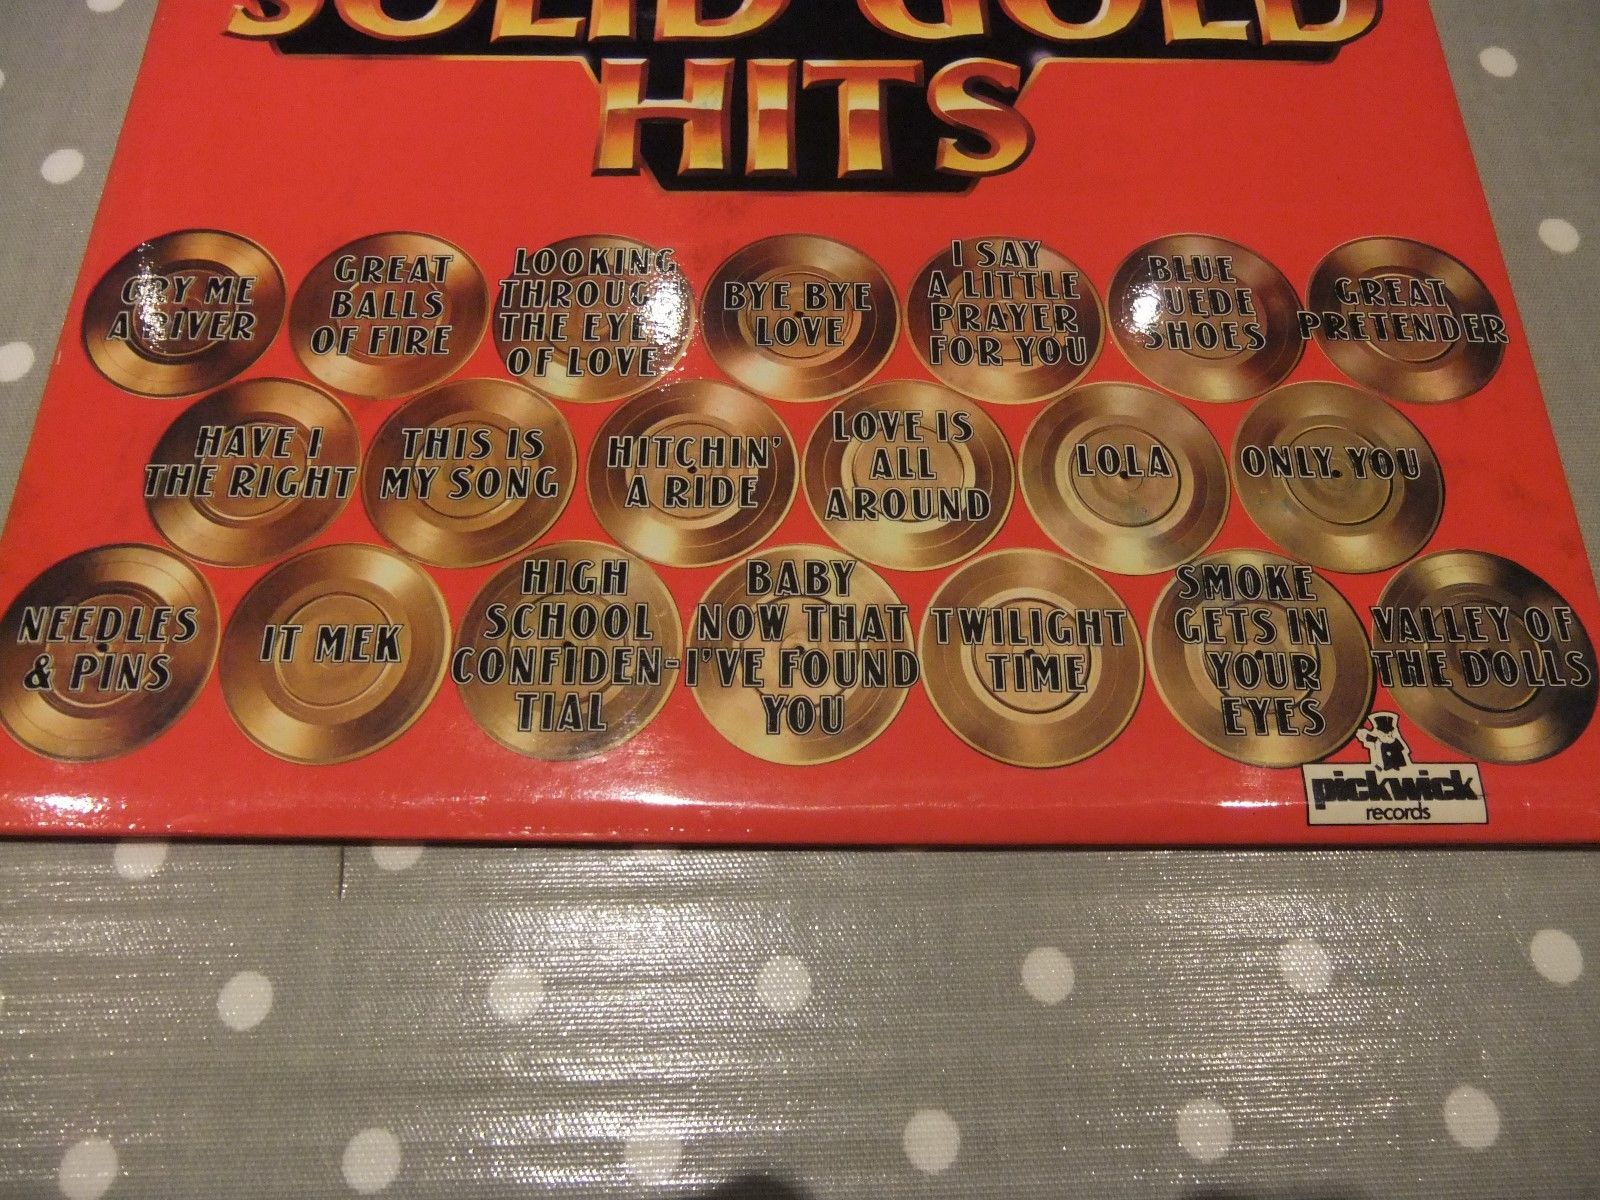 SOLID GOLD
HITS
CRY ME
A RIVER
GREAT
BALLS
OF FIRE
LOOKING
THROUGH
THE EYES
OF LOVE
BYE BYE
LOVE
I SAY
A LITTLE
PRAYER
FOR YOU
BLUE
SUEDE
SHOES
GREAT
PRETENDER
HAVE I
THE RIGHT
THIS IS
MY SONG
HITCHIN'
A RIDE
LOVE IS
ALL
AROUND
LOLA
ONLY YOU
NEEDLES
& PINS
IT MEK
HIGH
SCHOOL
CONFIDEN-
TIAL
BABY
NOW THAT
I'VE FOUND
YOU
TWILIGHT
TIME
SMOKE
GETS IN
YOUR
EYES
VALLEY OF
THE DOLLS
pickwick
records